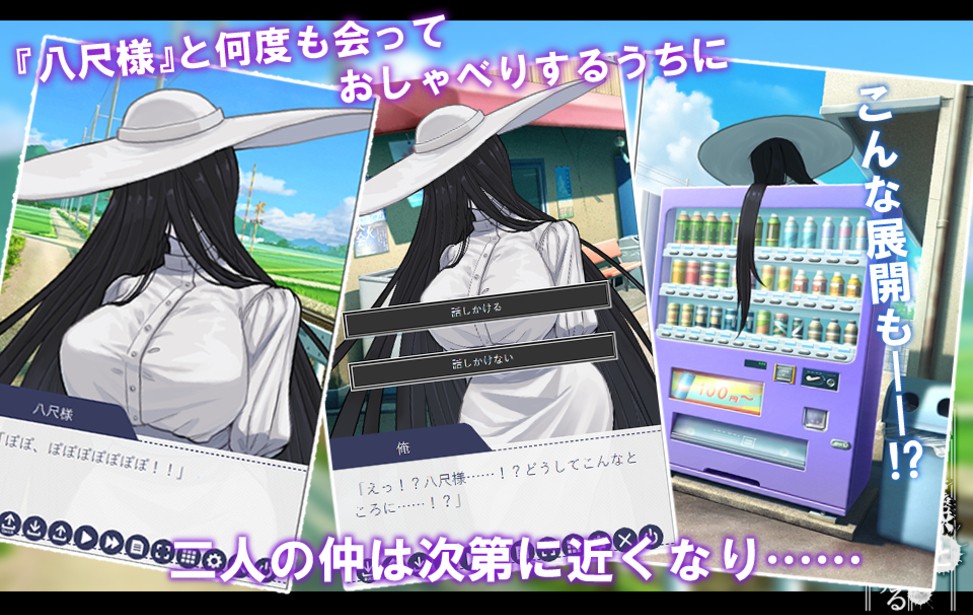 『八尺様』と何度も会って
おしゃべりするうちに
こんな展開も——!?
話しかける
話しかけない
八尺様
「ぽぽ、ぽぽぽぽぽぽぽ！！」
俺
「えっ！？八尺様……！？どうしてこんなと
ころに……！？」
100円～
二人の仲は次第に近くなり……
る